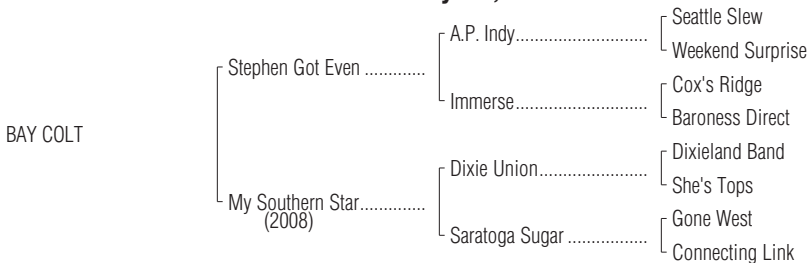 Seattle Slew
A.P. Indy..............................
Weekend Surprise
Stephen Got Even .............
Cox's Ridge
Immerse..............................
Baroness Direct
BAY COLT
Dixieland Band
Dixie Union.........................
She's Tops
My Southern Star..............
(2008)
Gone West
Saratoga Sugar ..................
Connecting Link